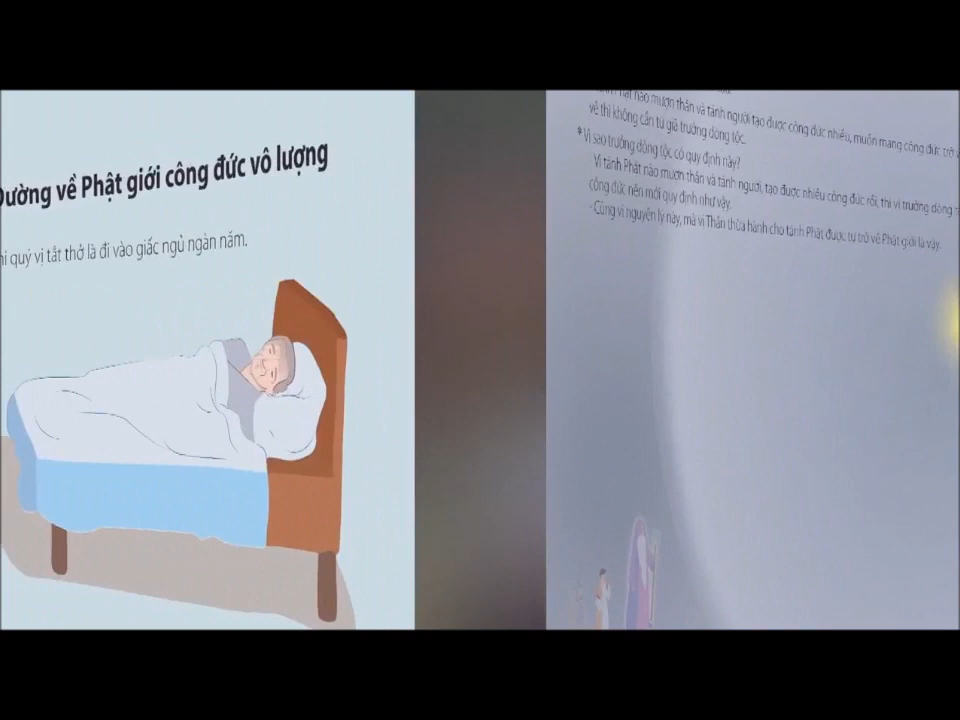 Đường về Phật giới công đức vô lượng
hi quý vị tắt thở là đi vào giấc ngủ ngàn năm.
nào mượn thân và tánh người tạo được công đức nhiều, muốn mang công đức trở
về thì không cần từ giã trưởng dòng tộc.
* Vì sao trưởng dòng tộc có quy định này?
Vì tánh Phật nào mượn thân và tánh người, tạo được nhiều công đức rồi, thì vị trưởng dòng
công đức nên mới quy định như vậy.
- Cũng vì nguyên lý này, mà vị Thần thừa hành cho tánh Phật được tự trở về Phật giới là vậy.